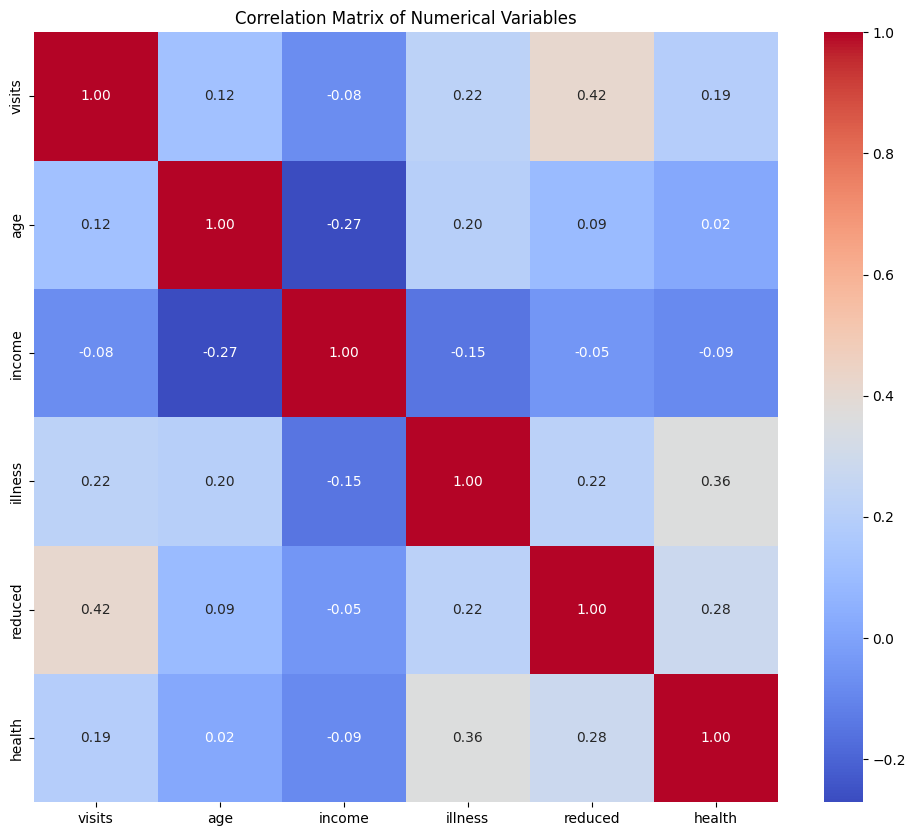 Correlation Matrix of Numerical Variables
visits 1.00 0.12 -0.08 0.22 0.42 0.19
age 0.12 1.00 -0.27 0.20 0.09 0.02
income -0.08 -0.27 1.00 -0.15 -0.05 -0.09
illness 0.22 0.20 -0.15 1.00 0.22 0.36
reduced 0.42 0.09 -0.05 0.22 1.00 0.28
health 0.19 0.02 -0.09 0.36 0.28 1.00
visits age income illness reduced health
1.0
0.8
0.6
0.4
0.2
0.0
−0.2